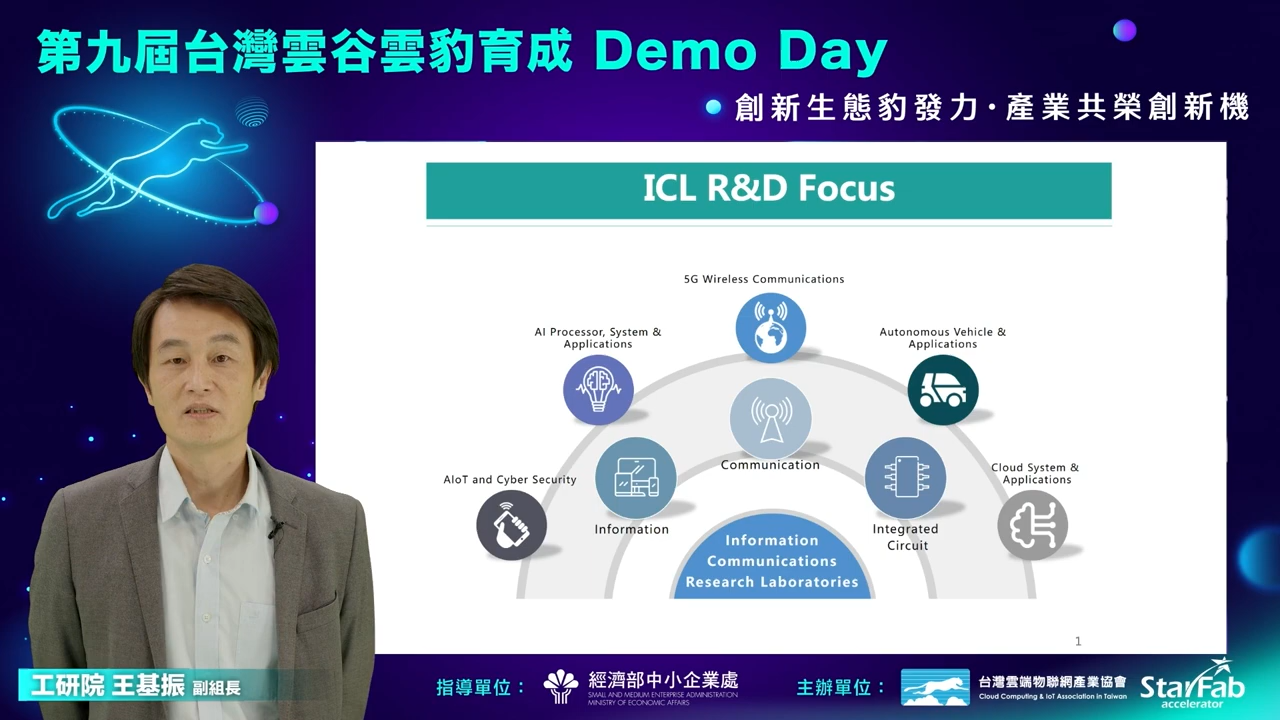 第九屆台灣雲谷雲豹育成 Demo Day
創新生態豹發力·產業共榮創新機
ICL R&D Focus
5G Wireless Communications
AI Processor, System &
Applications
Autonomous Vehicle &
Applications
Communication
AIoT and Cyber Security
Cloud System &
Applications
Information
Integrated
Circuit
Information
Communications
Research Laboratories
1
工研院 王基振 副組長
指導單位：
經濟部中小企業處
SMALL AND MEDIUM ENTERPRISE ADMINISTRATION
MINISTRY OF ECONOMIC AFFAIRS
主辦單位：
台灣雲端物聯網產業協會
Cloud Computing & IoT Association in Taiwan
StarFab
accelerator